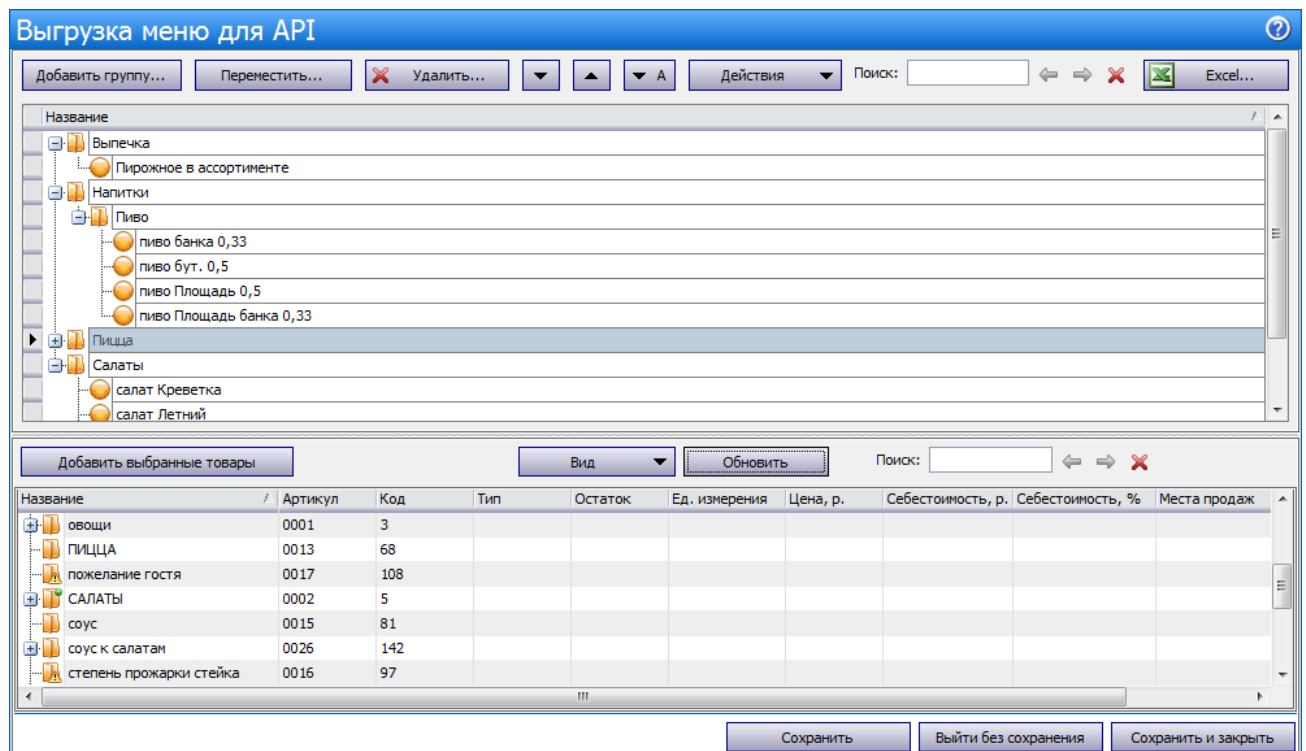 Выгрузка меню для API
Добавить группу... Переместить... Удалить... А Действия Поиск: Excel...
Название
Выпечка
Пирожное в ассортименте
Напитки
Пиво
пиво банка 0,33
пиво бут. 0,5
пиво Площадь 0,5
пиво Площадь банка 0,33
Пицца
Салаты
салат Креветка
салат Летний
Добавить выбранные товары Вид Обновить Поиск:
Название Артикул Код Тип Остаток Ед. измерения Цена, р. Себестоимость, р. Себестоимость, % Места продаж
овощи 0001 3
ПИЦЦА 0013 68
пожелание гостя 0017 108
САЛАТЫ 0002 5
соус 0015 81
соус к салатам 0026 142
степень прожарки стейка 0016 97
Сохранить Выйти без сохранения Сохранить и закрыть